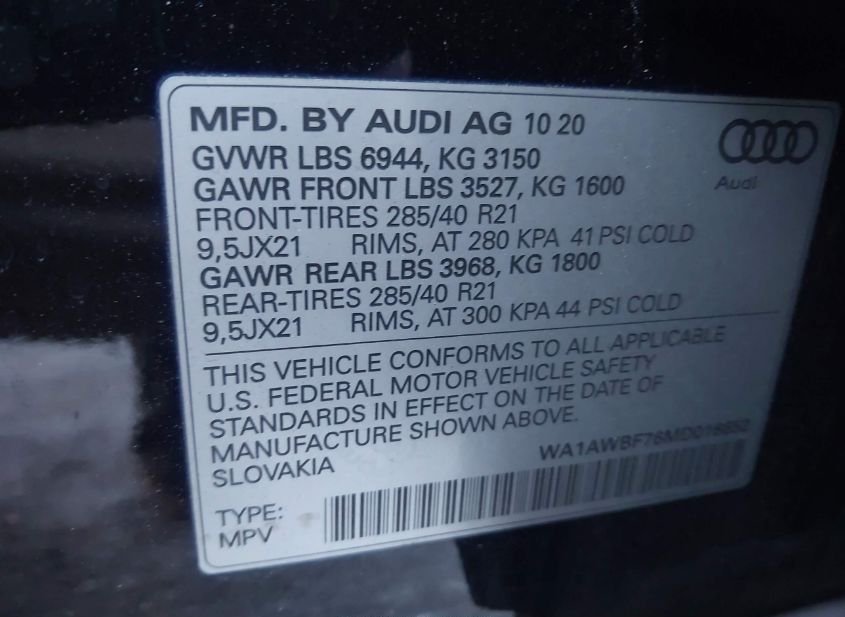 MFD. BY AUDI AG 10 20
GVWR LBS 6944, KG 3150
GAWR FRONT LBS 3527, KG 1600
FRONT-TIRES 285/40 R21
9,5JX21 RIMS, AT 280 KPA 41 PSI COLD
GAWR REAR LBS 3968, KG 1800
REAR-TIRES 285/40 R21
9,5JX21 RIMS, AT 300 KPA 44 PSI COLD
Audi
THIS VEHICLE CONFORMS TO ALL APPLICABLE
U.S. FEDERAL MOTOR VEHICLE SAFETY
STANDARDS IN EFFECT ON THE DATE OF
MANUFACTURE SHOWN ABOVE.
SLOVAKIA
TYPE:
MPV